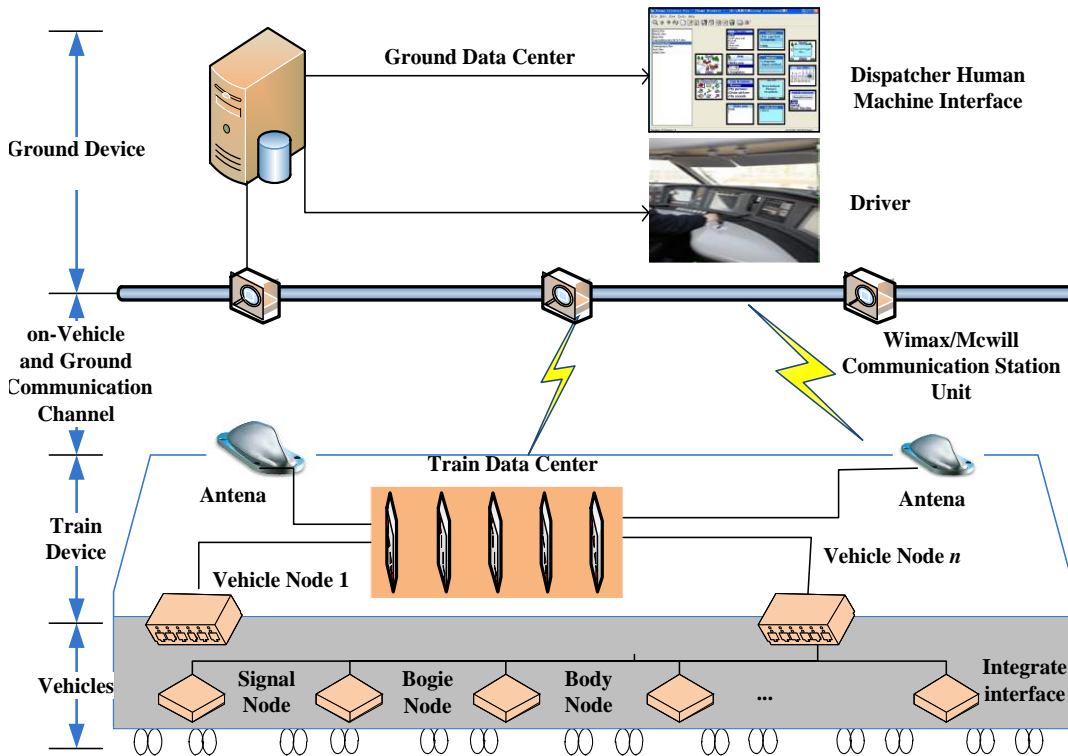 Ground Data Center
Dispatcher Human
Machine Interface
Ground Device
Driver
on-Vehicle
and Ground
Communication
Channel
Wimax/Mcwill
Communication Station
Unit
Train Data Center
Antena
Antena
Train
Device
Vehicle Node 1
Vehicle Node n
Vehicles
Signal
Node
Bogie
Node
Body
Node
...
Integrate
interface